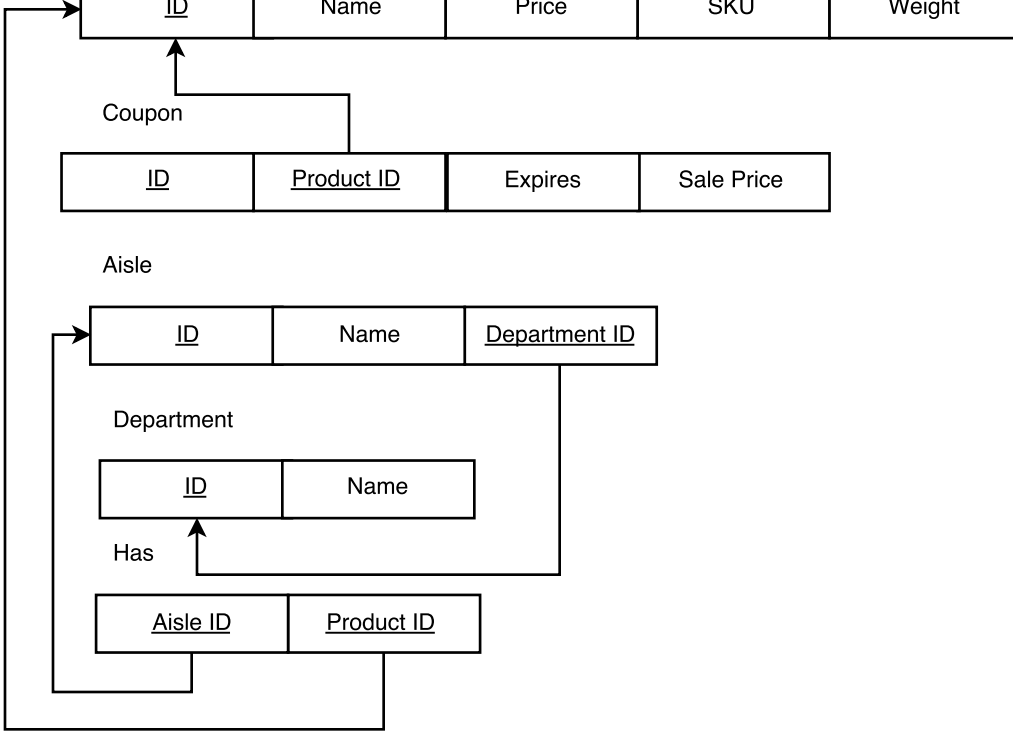 ID Name Price SKU Weight
Coupon
ID Product ID Expires Sale Price
Aisle
ID Name Department ID
Department
ID Name
Has
Aisle ID Product ID